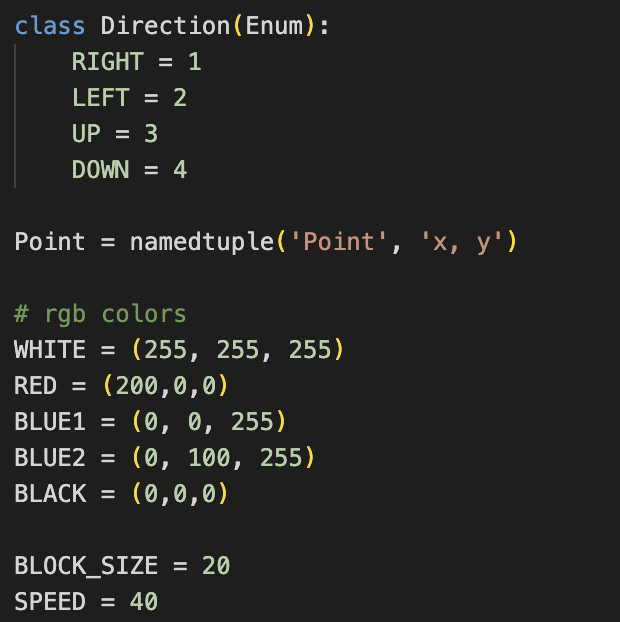 class Direction(Enum):
    RIGHT = 1
    LEFT = 2
    UP = 3
    DOWN = 4

Point = namedtuple('Point', 'x, y')

# rgb colors
WHITE = (255, 255, 255)
RED = (200,0,0)
BLUE1 = (0, 0, 255)
BLUE2 = (0, 100, 255)
BLACK = (0,0,0)

BLOCK_SIZE = 20
SPEED = 40